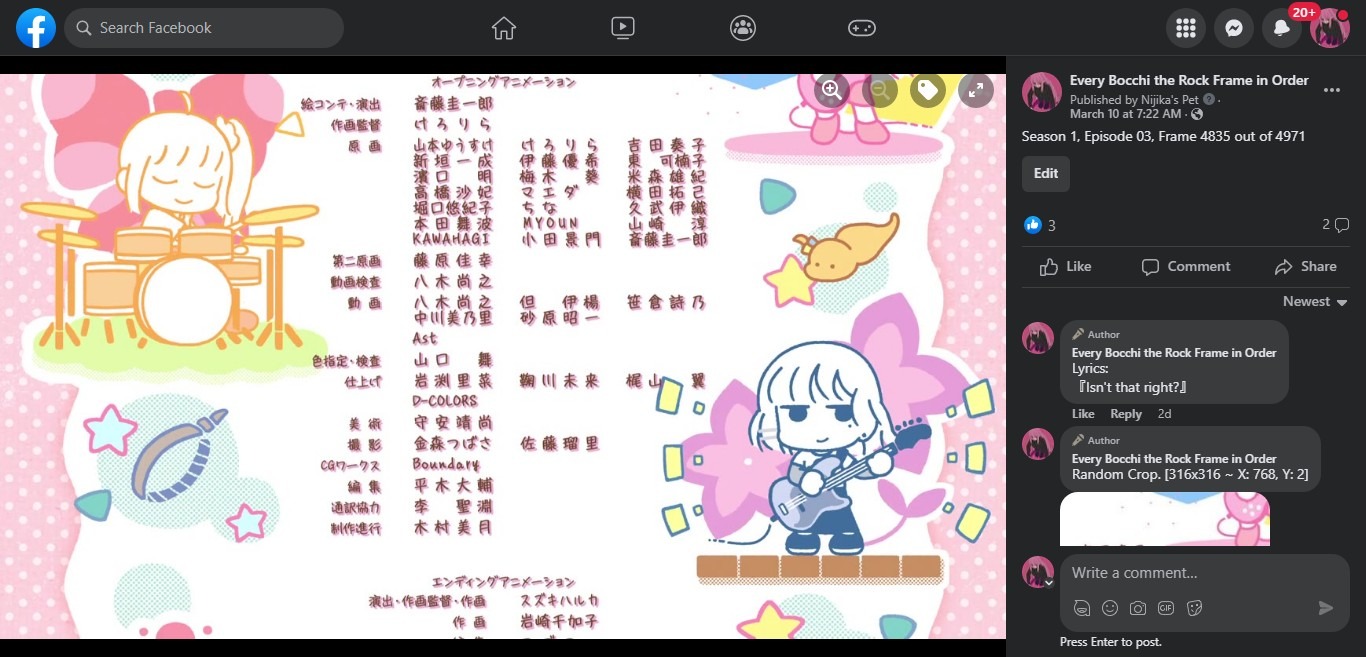 Search Facebook
20+
オープニングアニメーション
絵コンテ・演出 斎藤圭一郎
作画監督 けろりら
原画 山本ゆうすけ けろりら 吉田奏子
新垣一成 伊藤優希 東 可楠子
濱口 明 梅木 葵 米森雄紀
高橋沙妃 マエダ 横田拓己
堀口悠紀子 ちな 久武伊織
本田舞波 MYOUN 山崎 淳
KAWAHAGI 小田景門 斎藤圭一郎
第二原画 藤原佳幸
動画検査 八木尚之
動画 八木尚之 但 伊楊 笹倉詩乃
中川美乃里 砂原昭一
Ast
色指定・検査 山口 舞
仕上げ 岩渕里菜 鞠川未来 梶山 翼
D-COLORS
美術 守安靖尚
撮影 金森つばさ 佐藤瑠里
CGワークス Boundary
編集 平木大輔
通訳協力 李 聖淵
制作進行 木村美月
エンディングアニメーション
演出・作画監督・作画 スズキハルカ
作画 岩崎千加子
Every Bocchi the Rock Frame in Order
Published by Nijika's Pet
March 10 at 7:22 AM
Season 1, Episode 03, Frame 4835 out of 4971
Edit
3
2
Like Comment Share
Newest
Author
Every Bocchi the Rock Frame in Order
Lyrics:
『Isn't that right?』
Like Reply 2d
Author
Every Bocchi the Rock Frame in Order
Random Crop. [316x316 ~ X: 768, Y: 2]
Write a comment...
GIF
Press Enter to post.